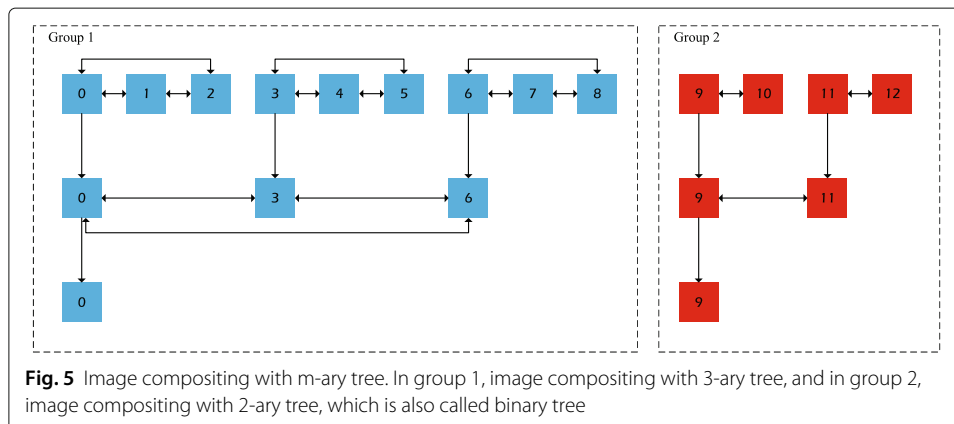 Group 1
Group 2
0 1 2 3 4 5 6 7 8 9 10 11 12
0 3 6 9 11
0 9
Fig. 5 Image compositing with m-ary tree. In group 1, image compositing with 3-ary tree, and in group 2,
image compositing with 2-ary tree, which is also called binary tree